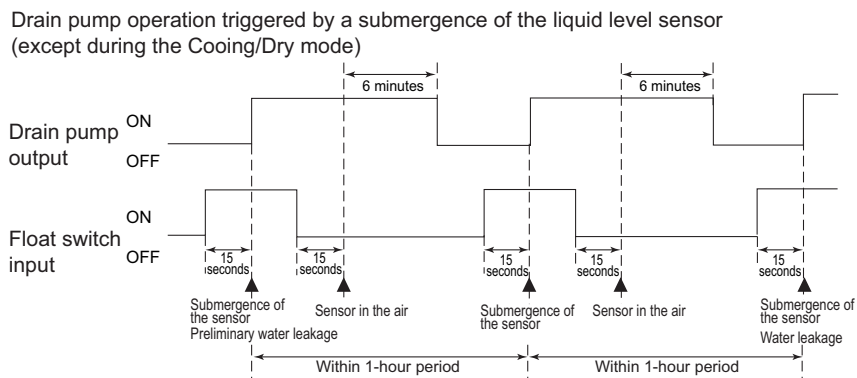 Drain pump operation triggered by a submergence of the liquid level sensor
(except during the Cooing/Dry mode)
6 minutes
6 minutes
Drain pump
output
ON
OFF
Float switch
input
ON
OFF
15
seconds
15
seconds
15
seconds
15
seconds
15
seconds
Submergence of
the sensor
Preliminary water leakage
Sensor in the air
Submergence of
the sensor
Sensor in the air
Submergence of
the sensor
Water leakage
Within 1-hour period
Within 1-hour period